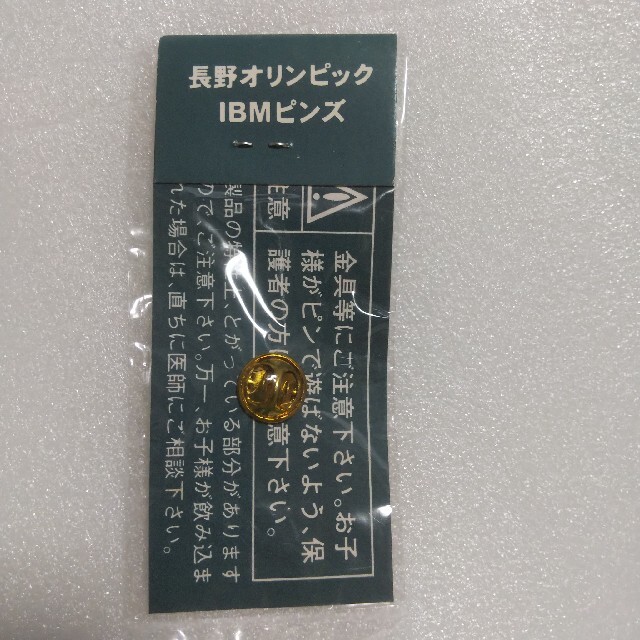 長野オリンピック
IBMピンズ
注意
金具等にご注意下さい。お子
様がピンで遊ばないよう、保
護者の方 意下さい。
製品の とがっ いる部分があります
ので、ご注意下さい。万一、お子様が飲み込ま
れた場合は、直ちに医師にご相談下さい。